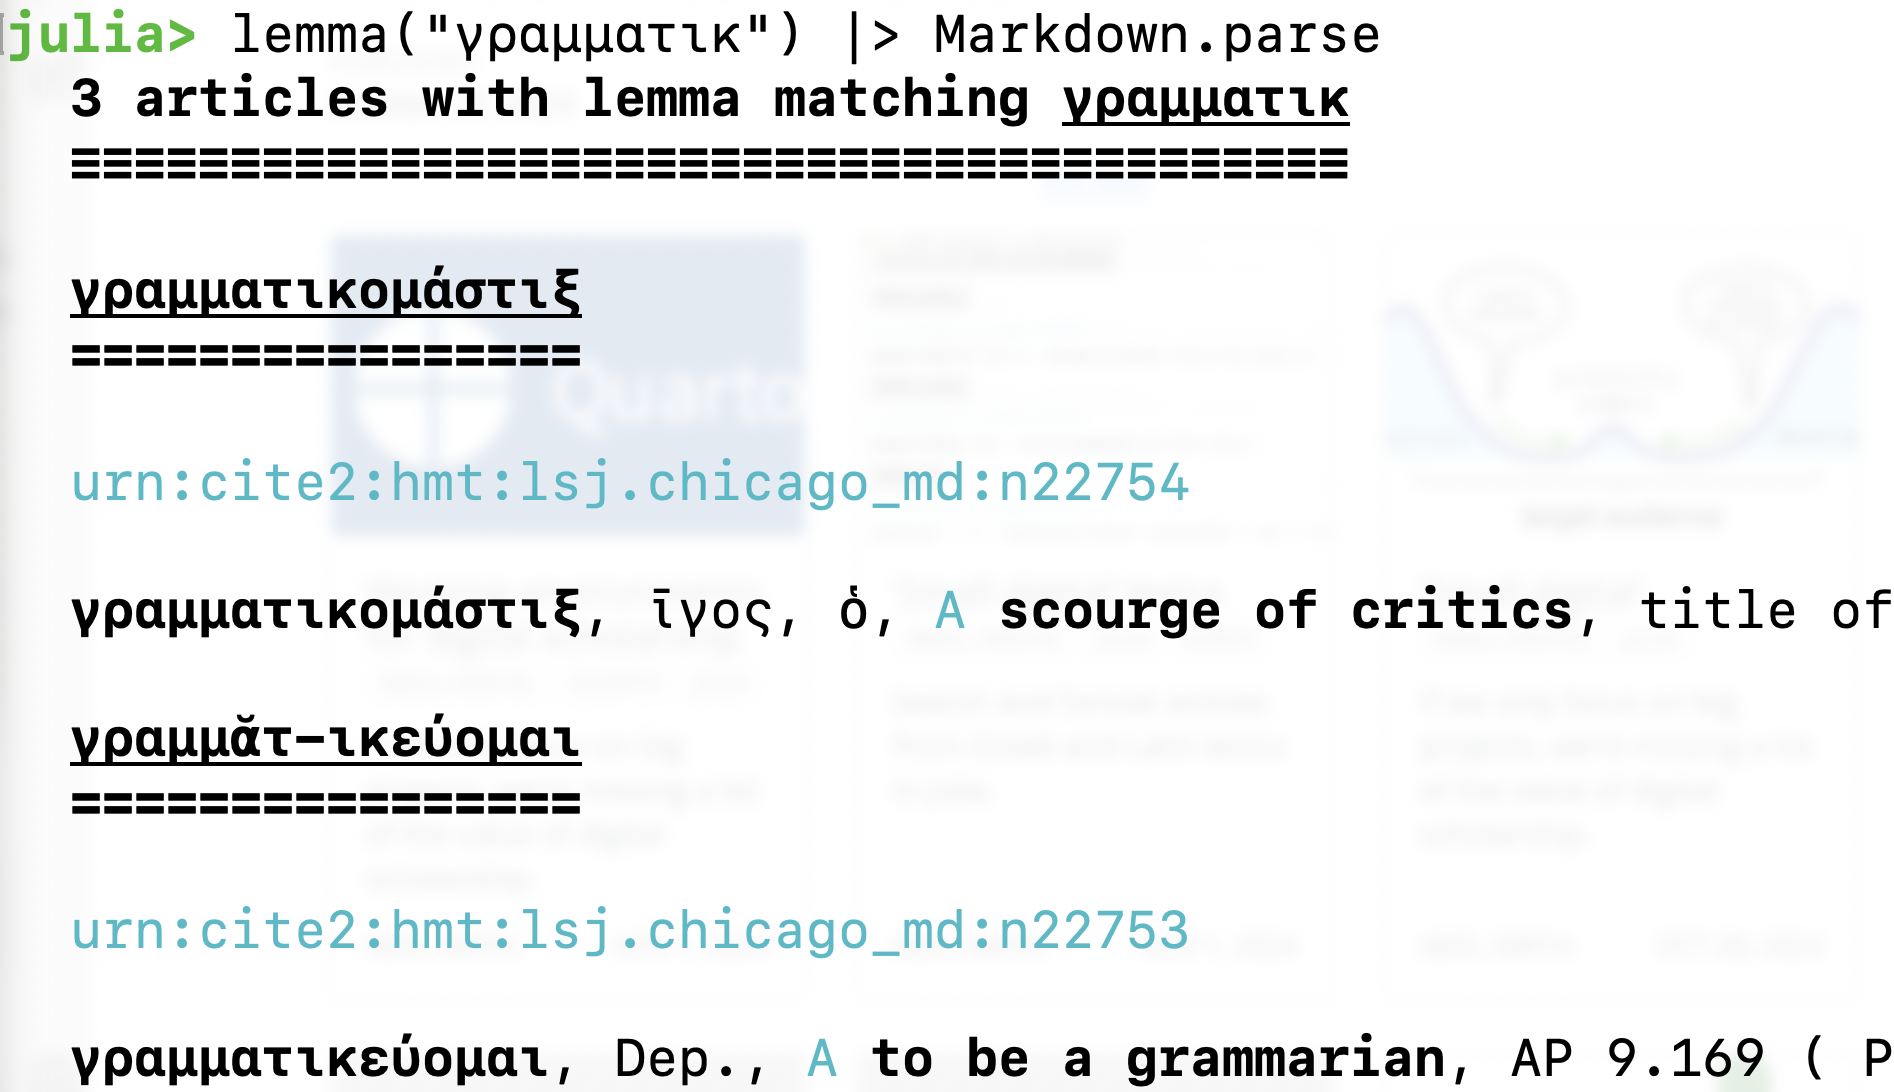 julia> lemma("γραμματικ") |> Markdown.parse
3 articles with lemma matching γραμματικ
≡≡≡≡≡≡≡≡≡≡≡≡≡≡≡≡≡≡≡≡≡≡≡≡≡≡≡≡≡≡≡≡≡≡≡≡≡≡≡≡
γραμματικομάστιξ
================
Quarto
urn:cite2:hmt:lsj.chicago_md:n22754
γραμματικομάστιξ, ῑγος, ὁ, A scourge of critics, title of
γραμμᾰτ-ικεύομαι
================
urn:cite2:hmt:lsj.chicago_md:n22753
γραμματικεύομαι, Dep., A to be a grammarian, AP 9.169 ( P